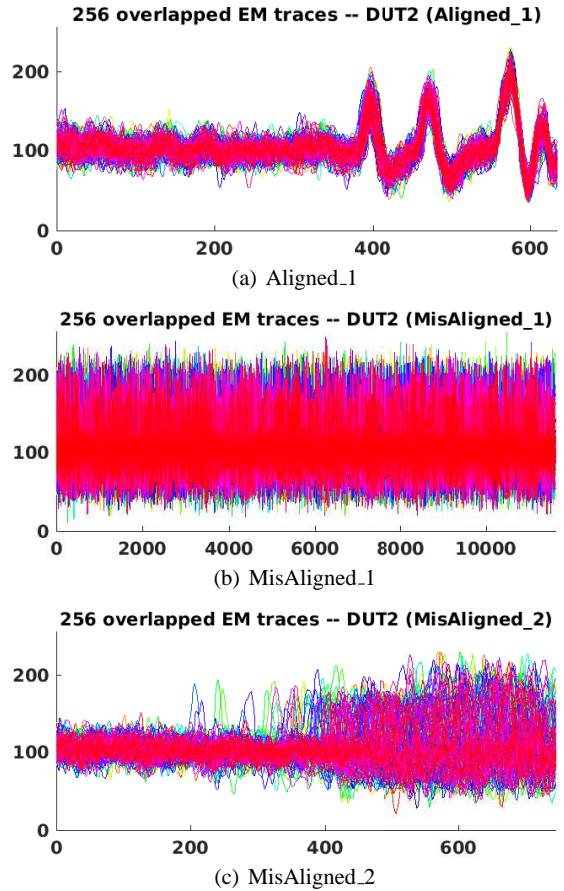 256 overlapped EM traces -- DUT2 (Aligned_1)
200
100
0
0 200 400 600
(a) Aligned_1
256 overlapped EM traces -- DUT2 (MisAligned_1)
200
100
0
0 2000 4000 6000 8000 10000
(b) MisAligned_1
256 overlapped EM traces -- DUT2 (MisAligned_2)
200
100
0
0 200 400 600
(c) MisAligned_2